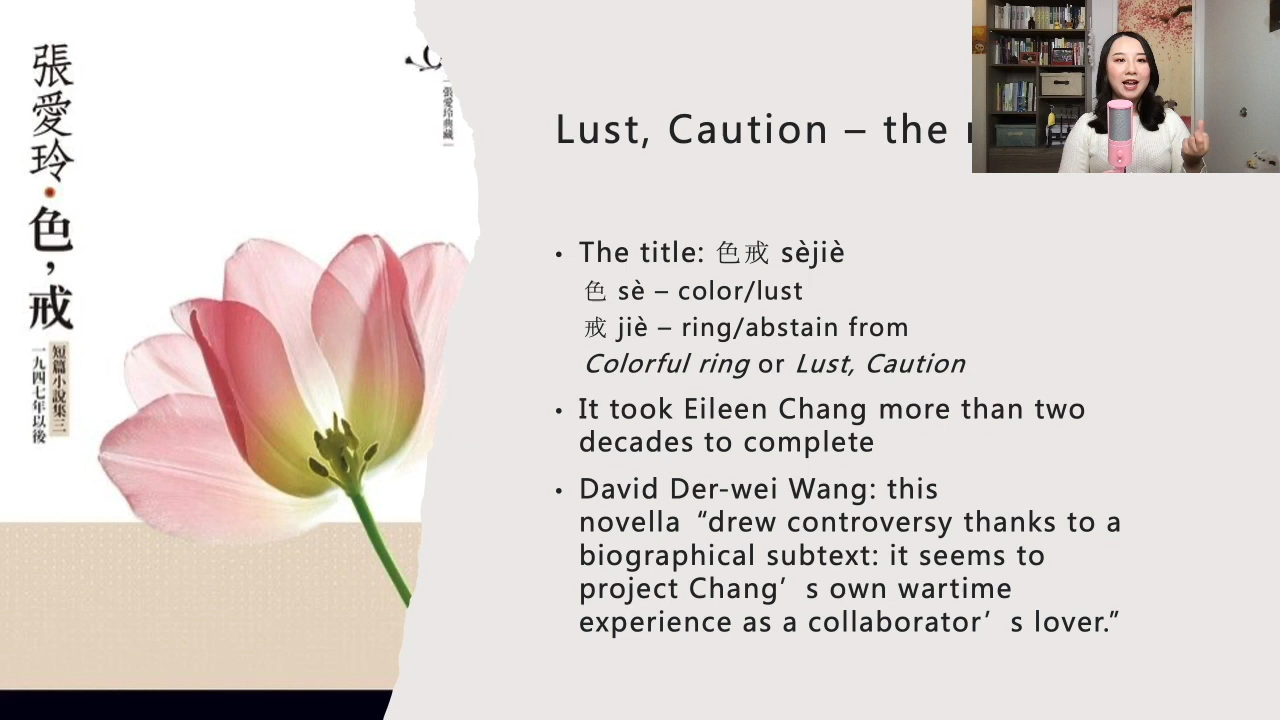 張愛玲·色，戒
短篇小說集三
一九四七年以後
張愛玲典藏
Lust, Caution – the
• The title: 色戒 sèjiè
色 sè – color/lust
戒 jiè – ring/abstain from
Colorful ring or Lust, Caution
• It took Eileen Chang more than two
decades to complete
• David Der-wei Wang: this
novella “drew controversy thanks to a
biographical subtext: it seems to
project Chang’s own wartime
experience as a collaborator’s lover.”